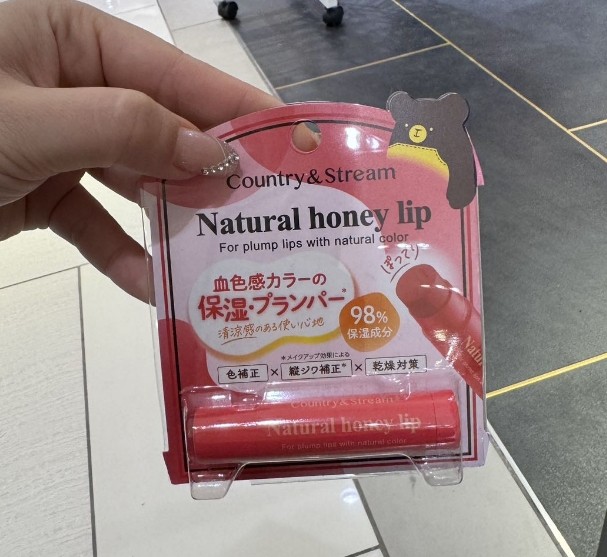 Country & Stream
Natural honey lip
For plump lips with natural color
ぽってり
血色感カラーの
保湿・プランパー*
清涼感のある使い心地
98%
保湿成分
*メイクアップ効果による
色補正 × 縦ジワ補正* × 乾燥対策
Country & Stream
Natural honey lip
For plump lips with natural color